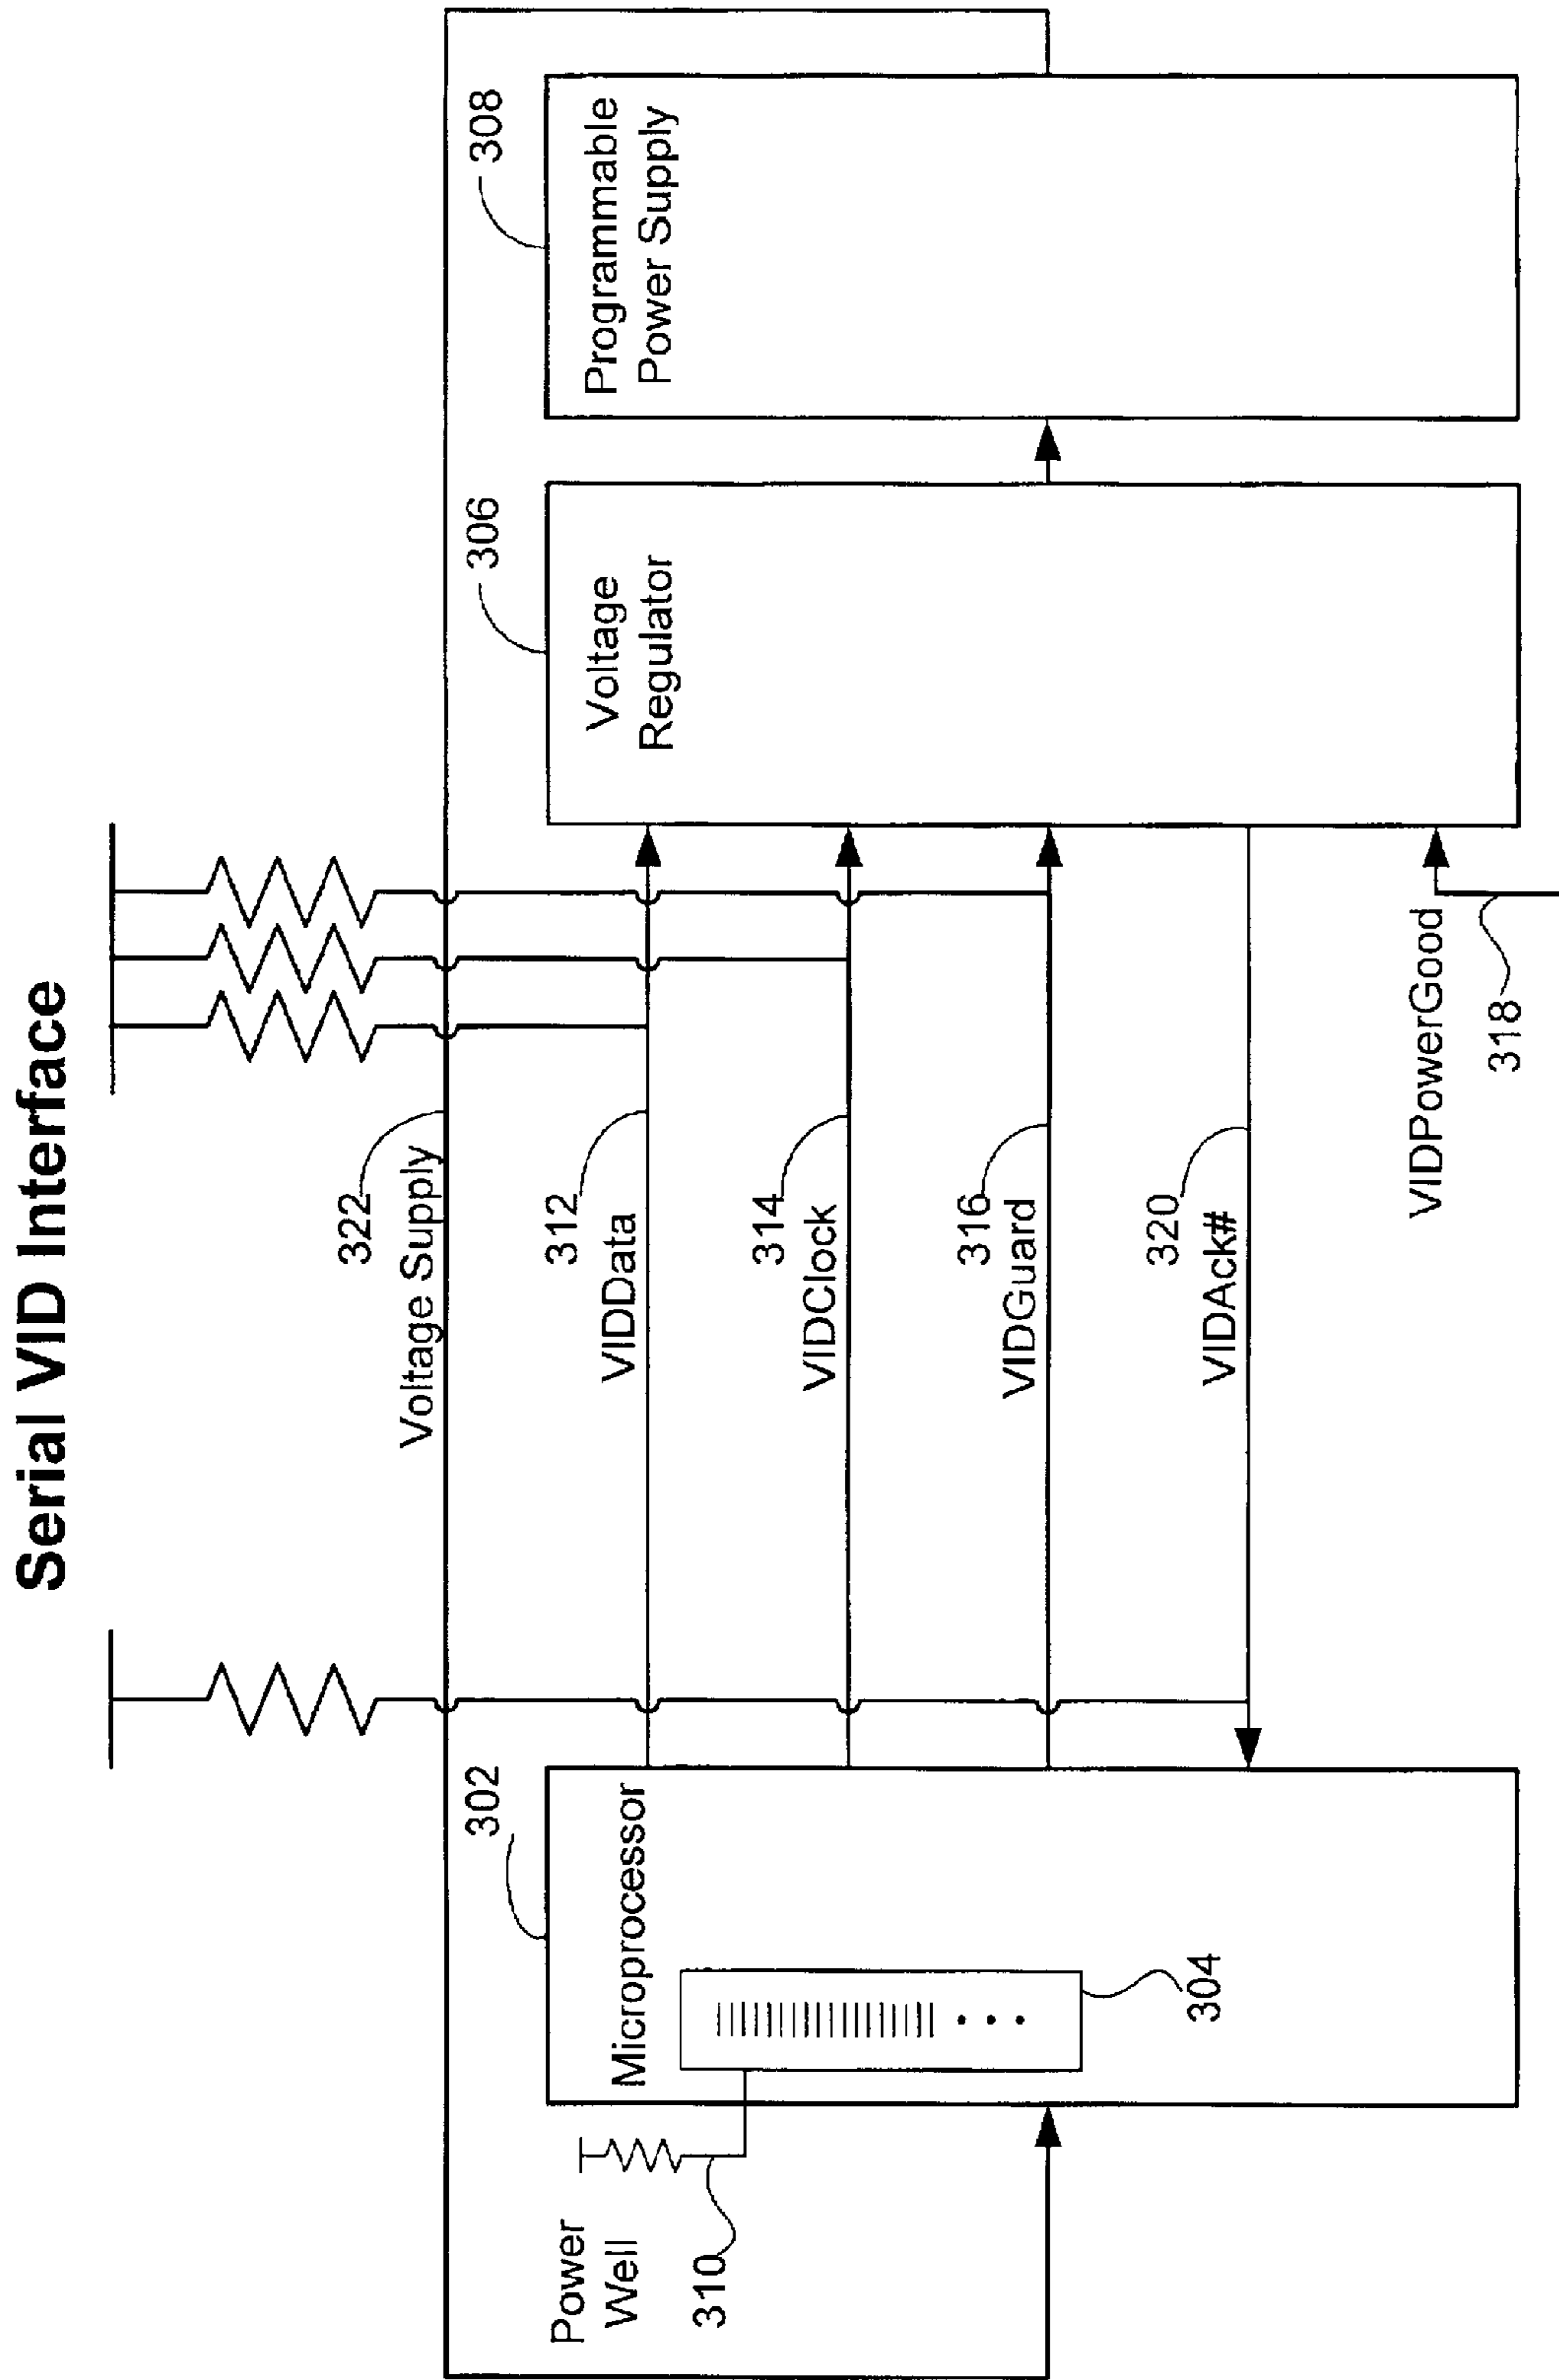 Serial VID Interface
322
Voltage Supply
312
VIDData
314
VIDClock
316
VIDGuard
320
VIDAck#
VIDPowerGood
318
302
Microprocessor
304
Power
Well
310
306
Voltage
Regulator
308
Programmable
Power Supply